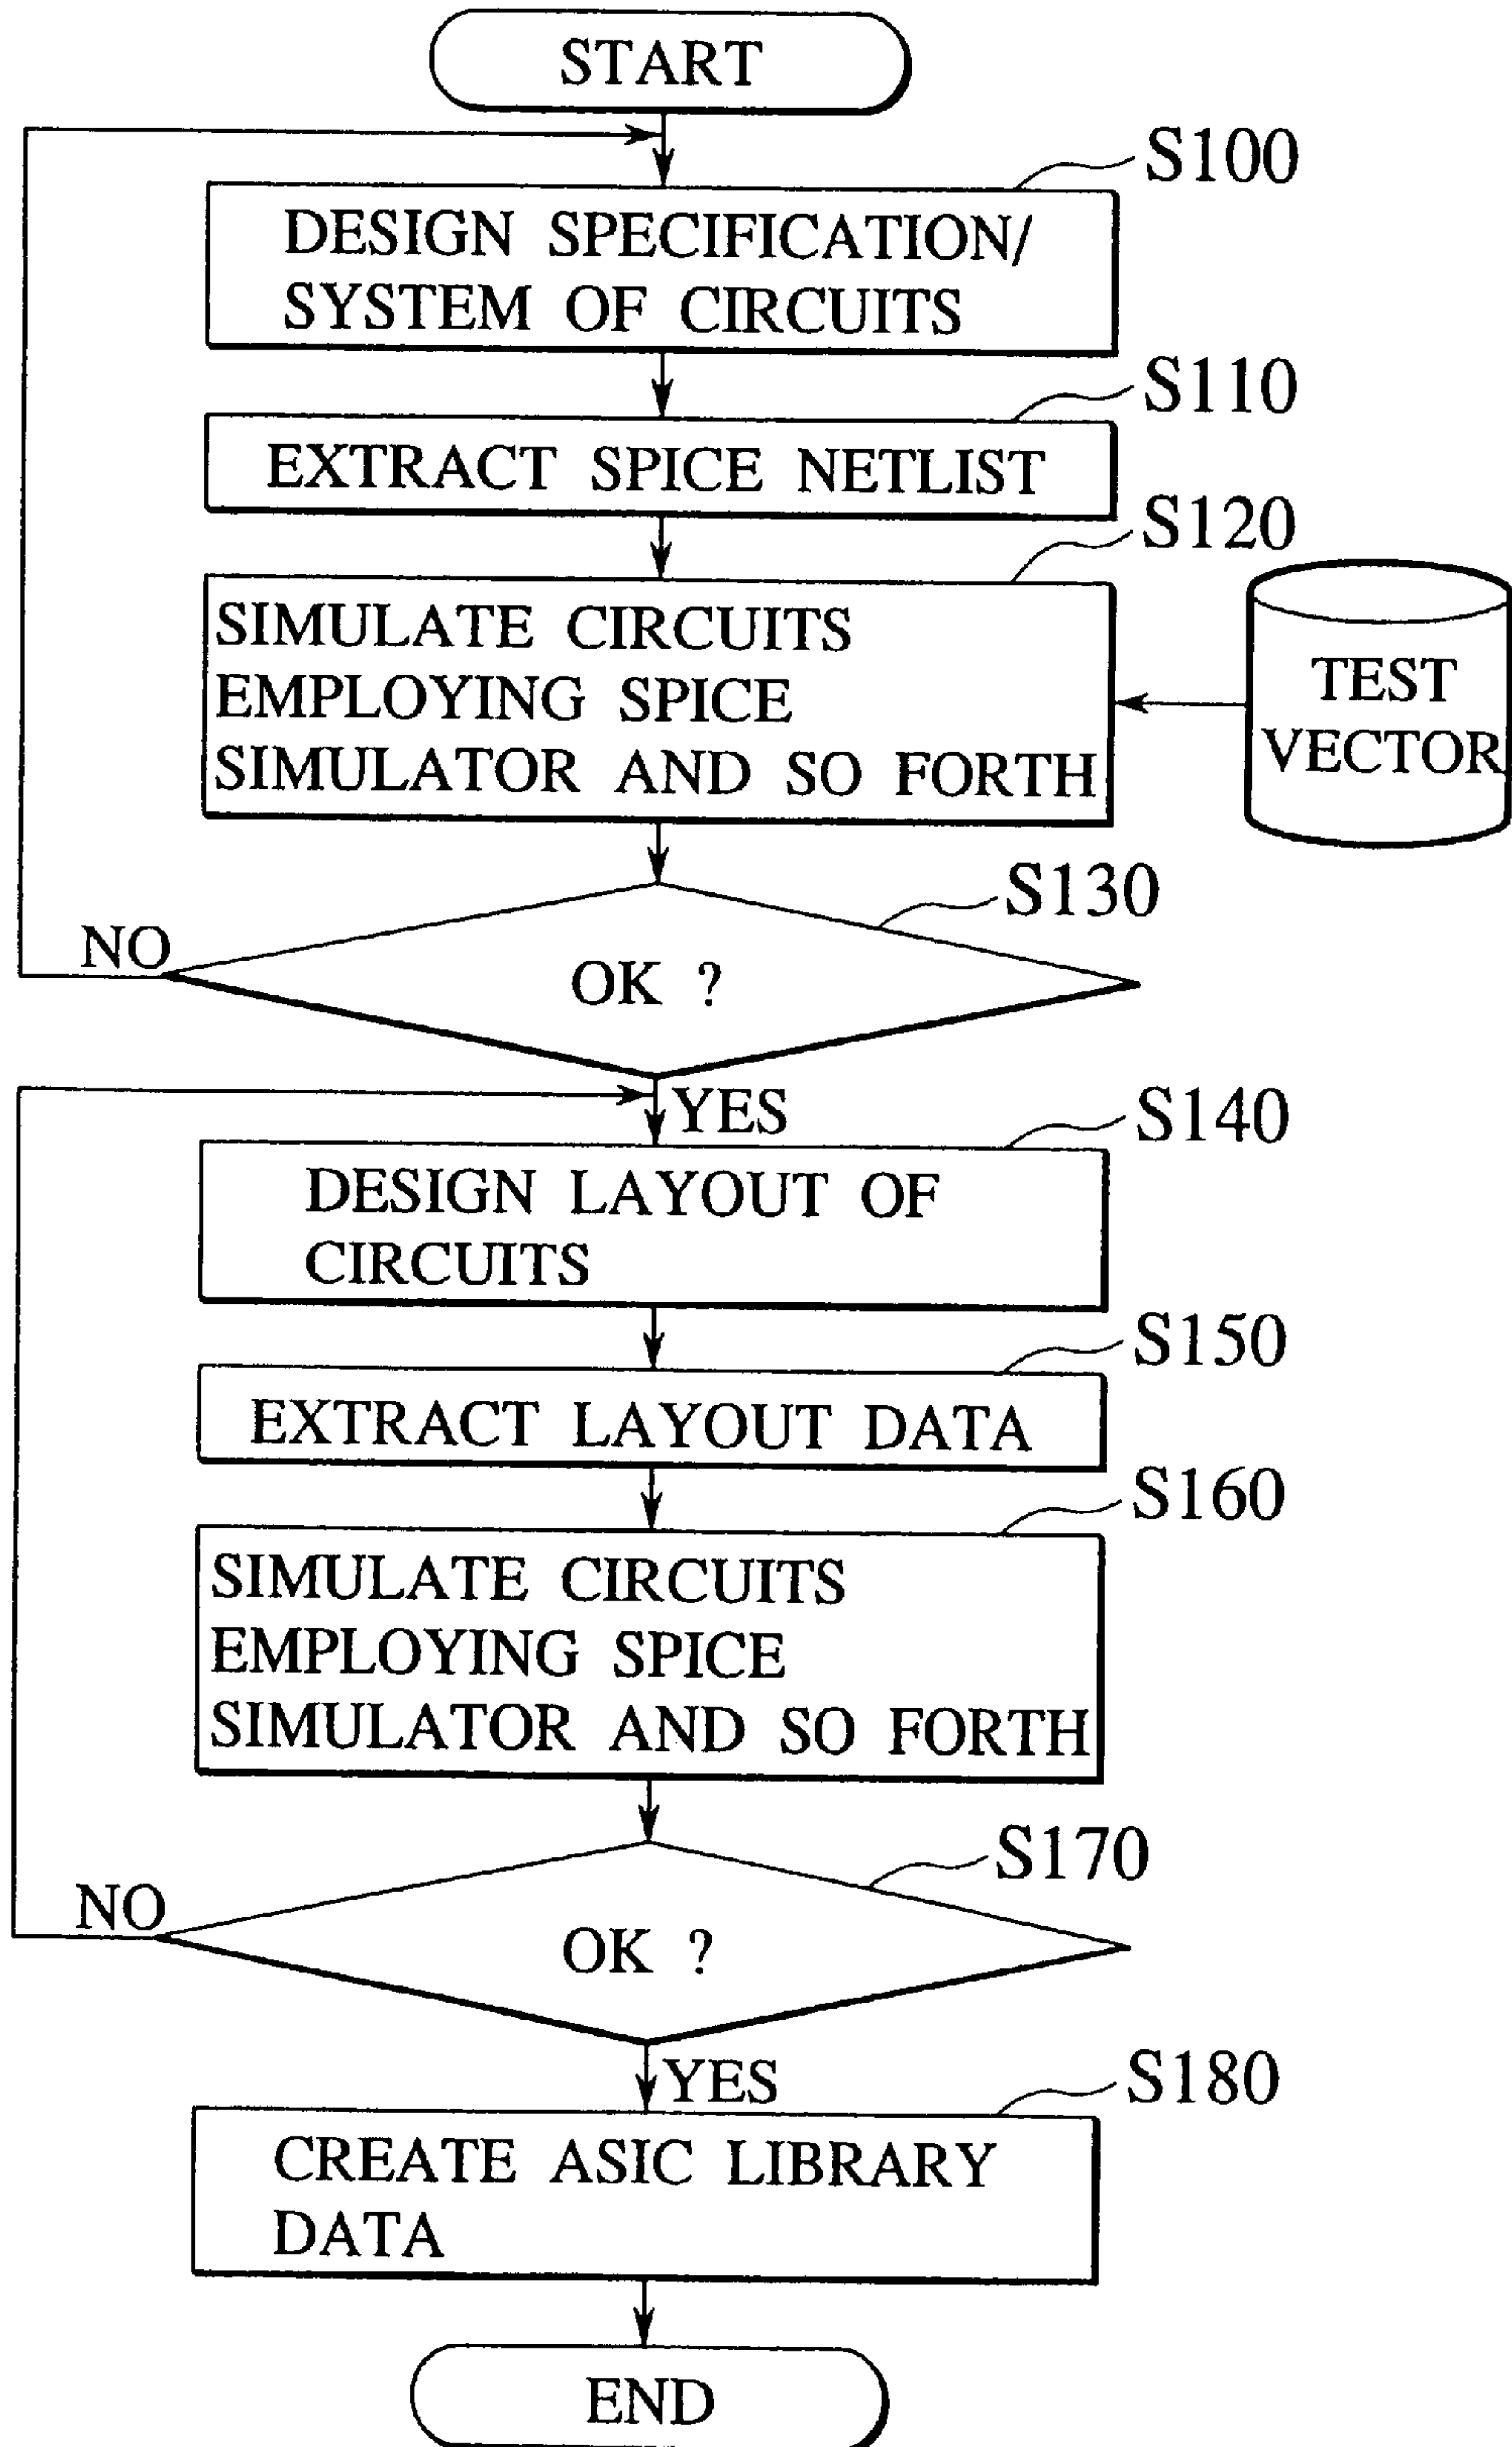 START
S100
DESIGN SPECIFICATION/
SYSTEM OF CIRCUITS
S110
EXTRACT SPICE NETLIST
S120
SIMULATE CIRCUITS
EMPLOYING SPICE
SIMULATOR AND SO FORTH
TEST
VECTOR
S130
NO
OK ?
YES
S140
DESIGN LAYOUT OF
CIRCUITS
S150
EXTRACT LAYOUT DATA
S160
SIMULATE CIRCUITS
EMPLOYING SPICE
SIMULATOR AND SO FORTH
S170
NO
OK ?
YES
S180
CREATE ASIC LIBRARY
DATA
END